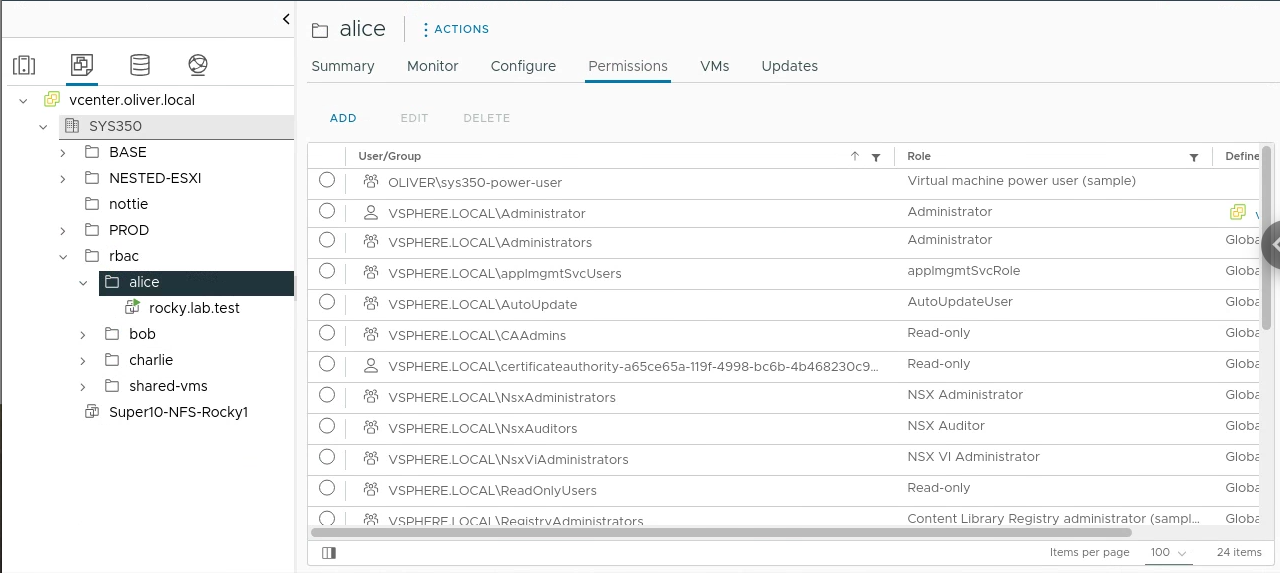 alice
ACTIONS
Summary Monitor Configure Permissions VMs Updates
vcenter.oliver.local
SYS350
BASE
NESTED-ESXI
nottie
PROD
rbac
alice
rocky.lab.test
bob
charlie
shared-vms
Super10-NFS-Rocky1
ADD EDIT DELETE
User/Group Role Define
OLIVER\sys350-power-user Virtual machine power user (sample)
VSPHERE.LOCAL\Administrator Administrator
VSPHERE.LOCAL\Administrators Administrator Globa
VSPHERE.LOCAL\applmgmtSvcUsers applmgmtSvcRole Globa
VSPHERE.LOCAL\AutoUpdate AutoUpdateUser Globa
VSPHERE.LOCAL\CAAdmins Read-only Globa
VSPHERE.LOCAL\certificateauthority-a65ce65a-119f-4998-bc6b-4b468230c9... Read-only Globa
VSPHERE.LOCAL\NsxAdministrators NSX Administrator Globa
VSPHERE.LOCAL\NsxAuditors NSX Auditor Globa
VSPHERE.LOCAL\NsxViAdministrators NSX VI Administrator Globa
VSPHERE.LOCAL\ReadOnlyUsers Read-only Globa
VSPHERE.LOCAL\RegistryAdministrators Content Library Registry administrator (sampl... Globa
Items per page 100 24 items